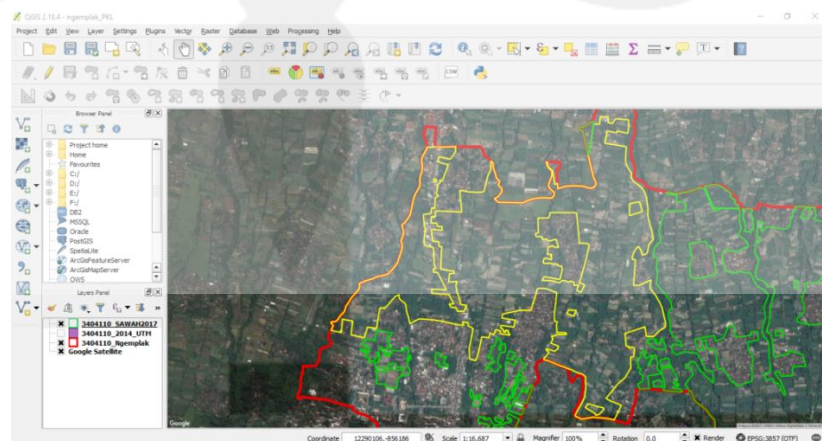 QGIS 2.18.4 - ngemplak_PKL
Project Edit View Layer Settings Plugins Vector Raster Database Web Processing Help
CSW
Browser Panel
Project home
Home
Favourites
C:/
D:/
E:/
F:/
DB2
MSSQL
Oracle
PostGIS
SpatiaLite
ArcGisFeatureServer
ArcGisMapServer
OWS
Layers Panel
3404110_SAWAH2017
3404110_2014_UTM
3404110_Ngemplak
Google Satellite
Google
Coordinate 12290106,-856186 Scale 1:16,687 Magnifier 100% Rotation 0.0 Render EPSG:3857 (OTF)